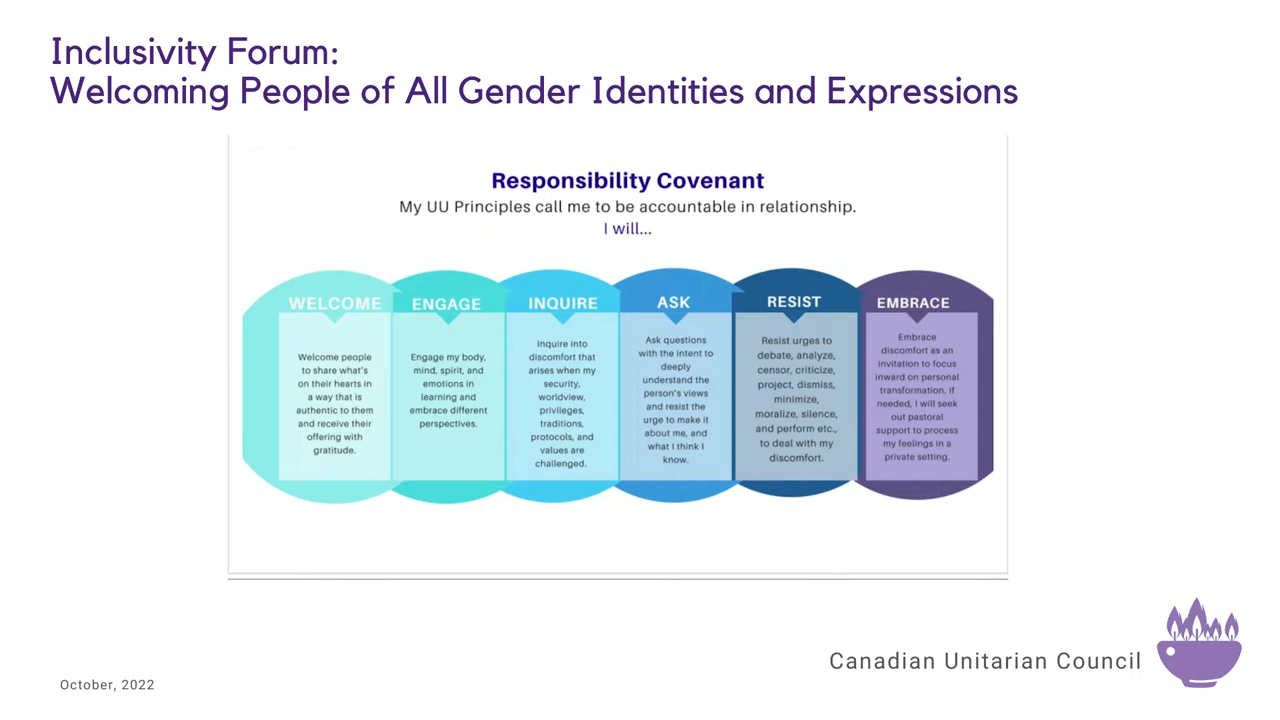 Inclusivity Forum:
Welcoming People of All Gender Identities and Expressions
Responsibility Covenant
My UU Principles call me to be accountable in relationship.
I will...
WELCOME
Welcome people
to share what's
on their hearts in
a way that is
authentic to them
and receive their
offering with
gratitude.
ENGAGE
Engage my body,
mind, spirit, and
emotions in
learning and
embrace different
perspectives.
INQUIRE
Inquire into
discomfort that
arises when my
security,
worldview,
privileges,
traditions,
protocols, and
values are
challenged.
ASK
Ask questions
with the intent to
deeply
understand the
person's views
and resist the
urge to make it
about me, and
what I think I
know.
RESIST
Resist urges to
debate, analyze,
censor, criticize,
project, dismiss,
minimize,
moralize, silence,
and perform etc.,
to deal with my
discomfort.
EMBRACE
Embrace
discomfort as an
invitation to focus
inward on personal
transformation. If
needed, I will seek
out pastoral
support to process
my feelings in a
private setting.
Canadian Unitarian Council
October, 2022